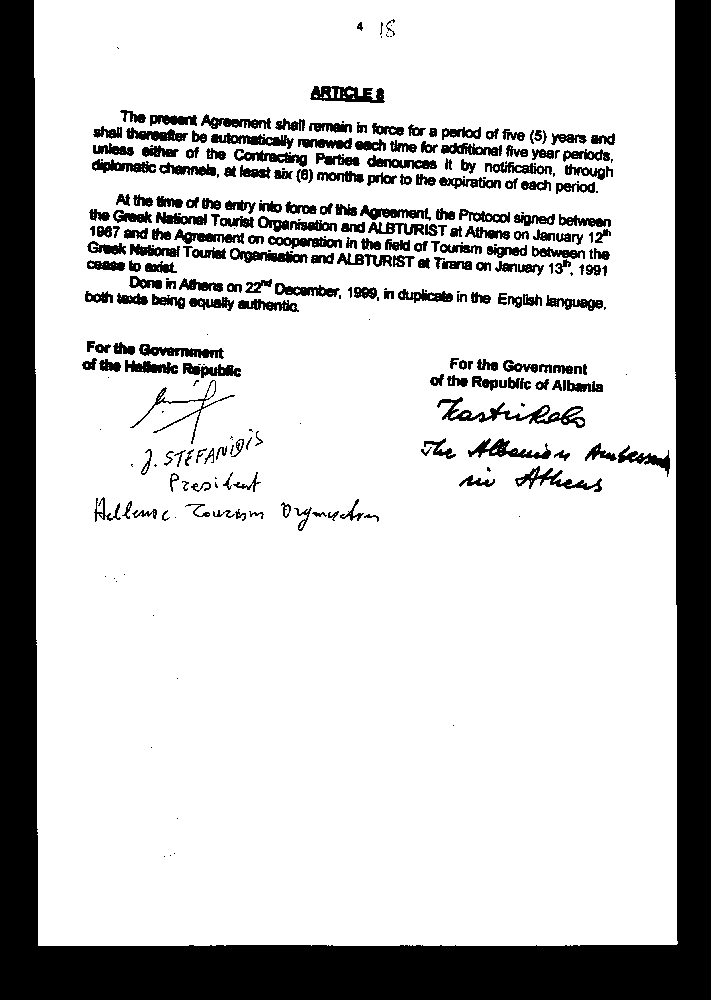 4 18
ARTICLE 8
The present Agreement shall remain in force for a period of five (5) years and
shall thereafter be automatically renewed each time for additional five year periods,
unless either of the Contracting Parties denounces it by notification, through
diplomatic channels, at least six (6) months prior to the expiration of each period.
At the time of the entry into force of this Agreement, the Protocol signed between
the Greek National Tourist Organisation and ALBTURIST at Athens on January 12th
1987 and the Agreement on cooperation in the field of Tourism signed between the
Greek National Tourist Organisation and ALBTURIST at Tirana on January 13th, 1991
cease to exist.
Done in Athens on 22nd December, 1999, in duplicate in the English language,
both texts being equally authentic.
For the Government
of the Hellenic Republic
J. STEFANIDIS
President
Hellenic Tourism Organisation
For the Government
of the Republic of Albania
The Albanian
in Athens